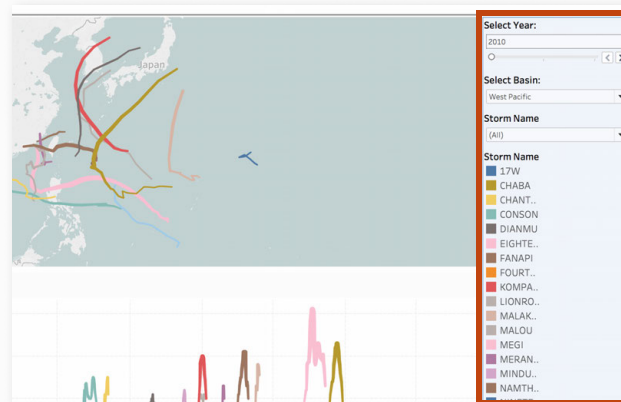 Japan
Select Year:
2010
Select Basin:
West Pacific
Storm Name
(All)
Storm Name
17W
CHABA
CHANT..
CONSON
DIANMU
EIGHTE..
FANAPI
FOURT..
KOMPA..
LIONRO..
MALAK..
MALOU
MEGI
MERAN..
MINDU..
NAMTH..